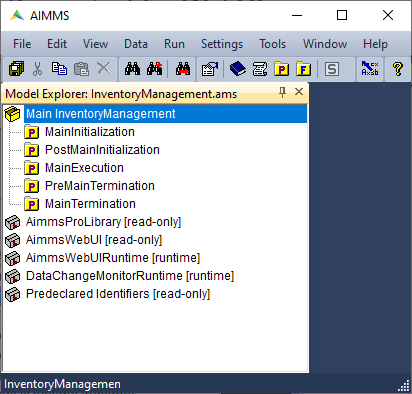 AIMMS
File Edit View Data Run Settings Tools Window Help
Model Explorer: InventoryManagement.ams
Main InventoryManagement
P MainInitialization
P PostMainInitialization
P MainExecution
P PreMainTermination
P MainTermination
AimmsProLibrary [read-only]
AimmsWebUI [read-only]
AimmsWebUIRuntime [runtime]
DataChangeMonitorRuntime [runtime]
Predeclared Identifiers [read-only]
InventoryManagemen